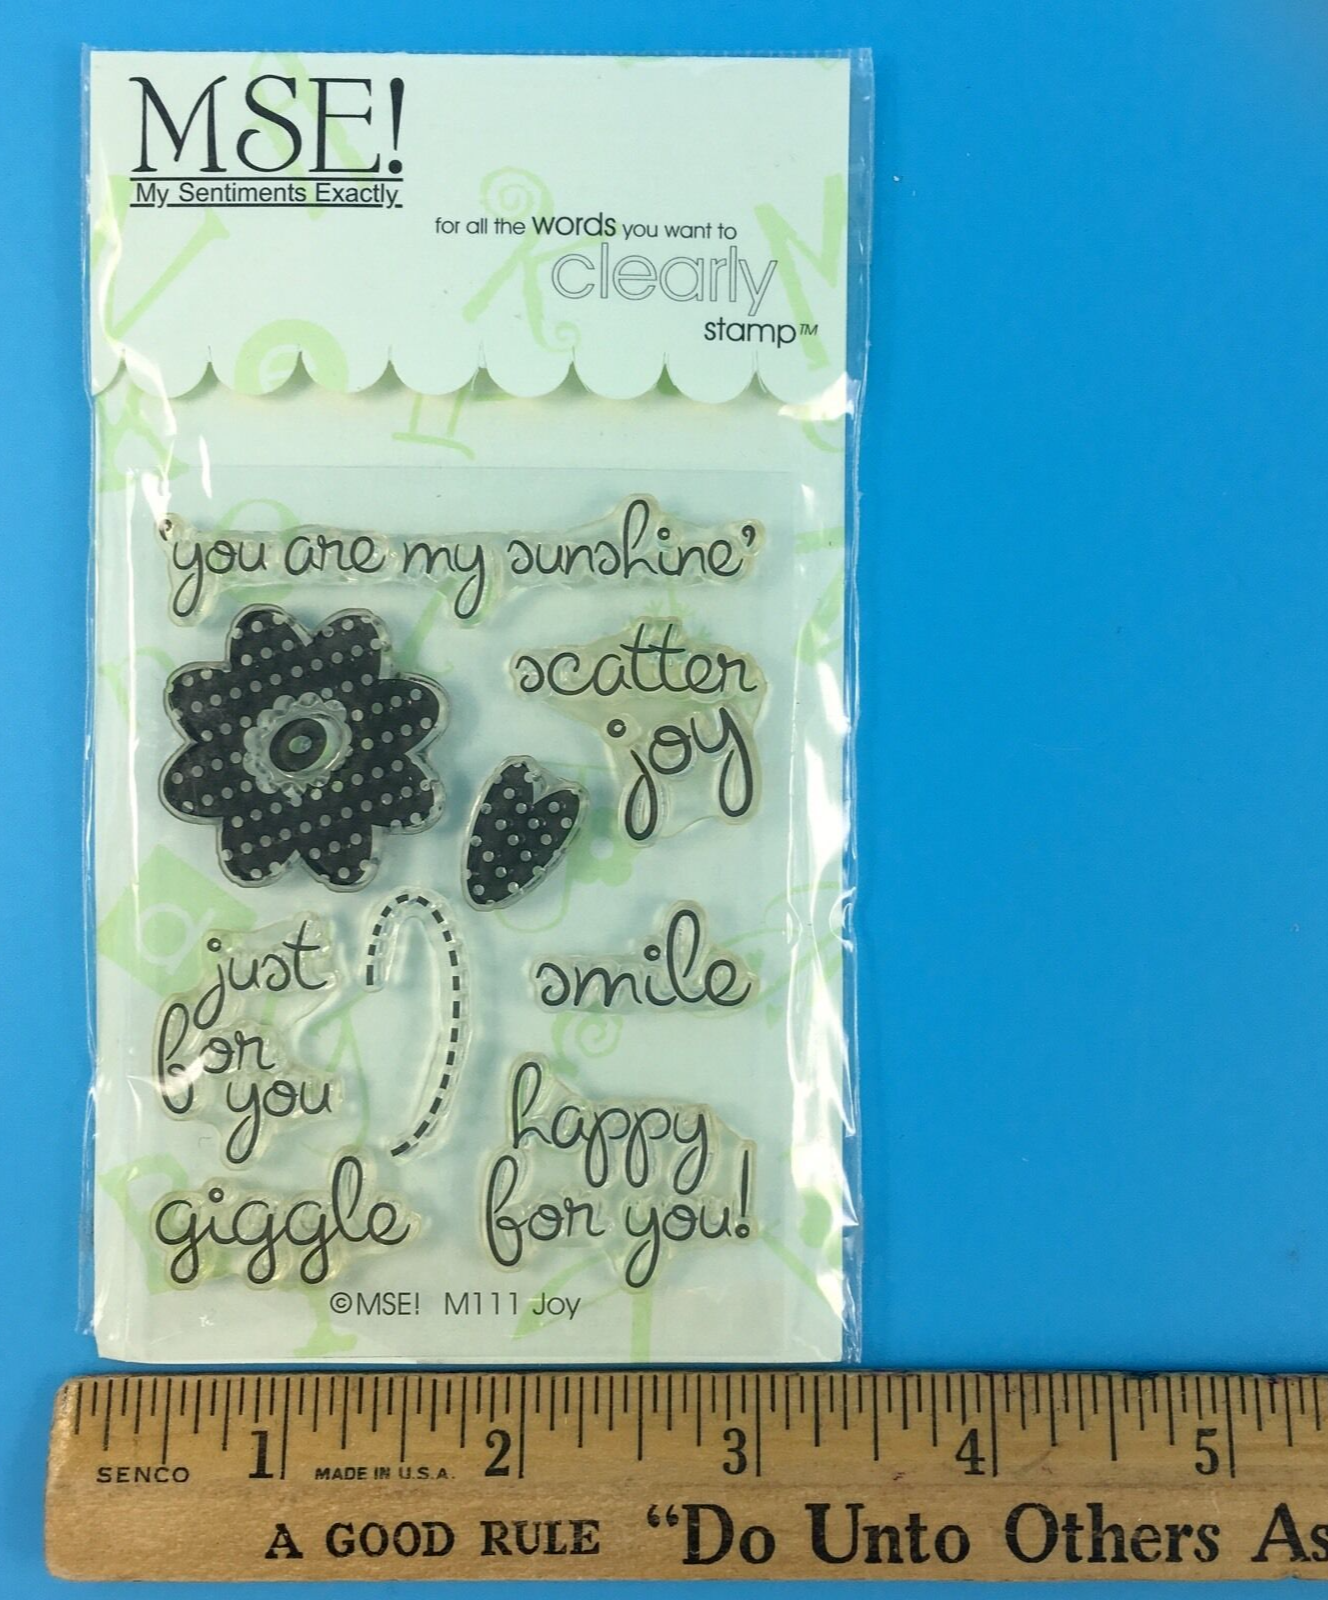 MSE!
My Sentiments Exactly
for all the words you want to
clearly
stamp™
'you are my sunshine'
scatter
joy
just
for
you
smile
happy
for you!
giggle
©MSE! M111 Joy
1 2 3 4 5
SENCO MADE IN U.S.A.
A GOOD RULE "Do Unto Others As